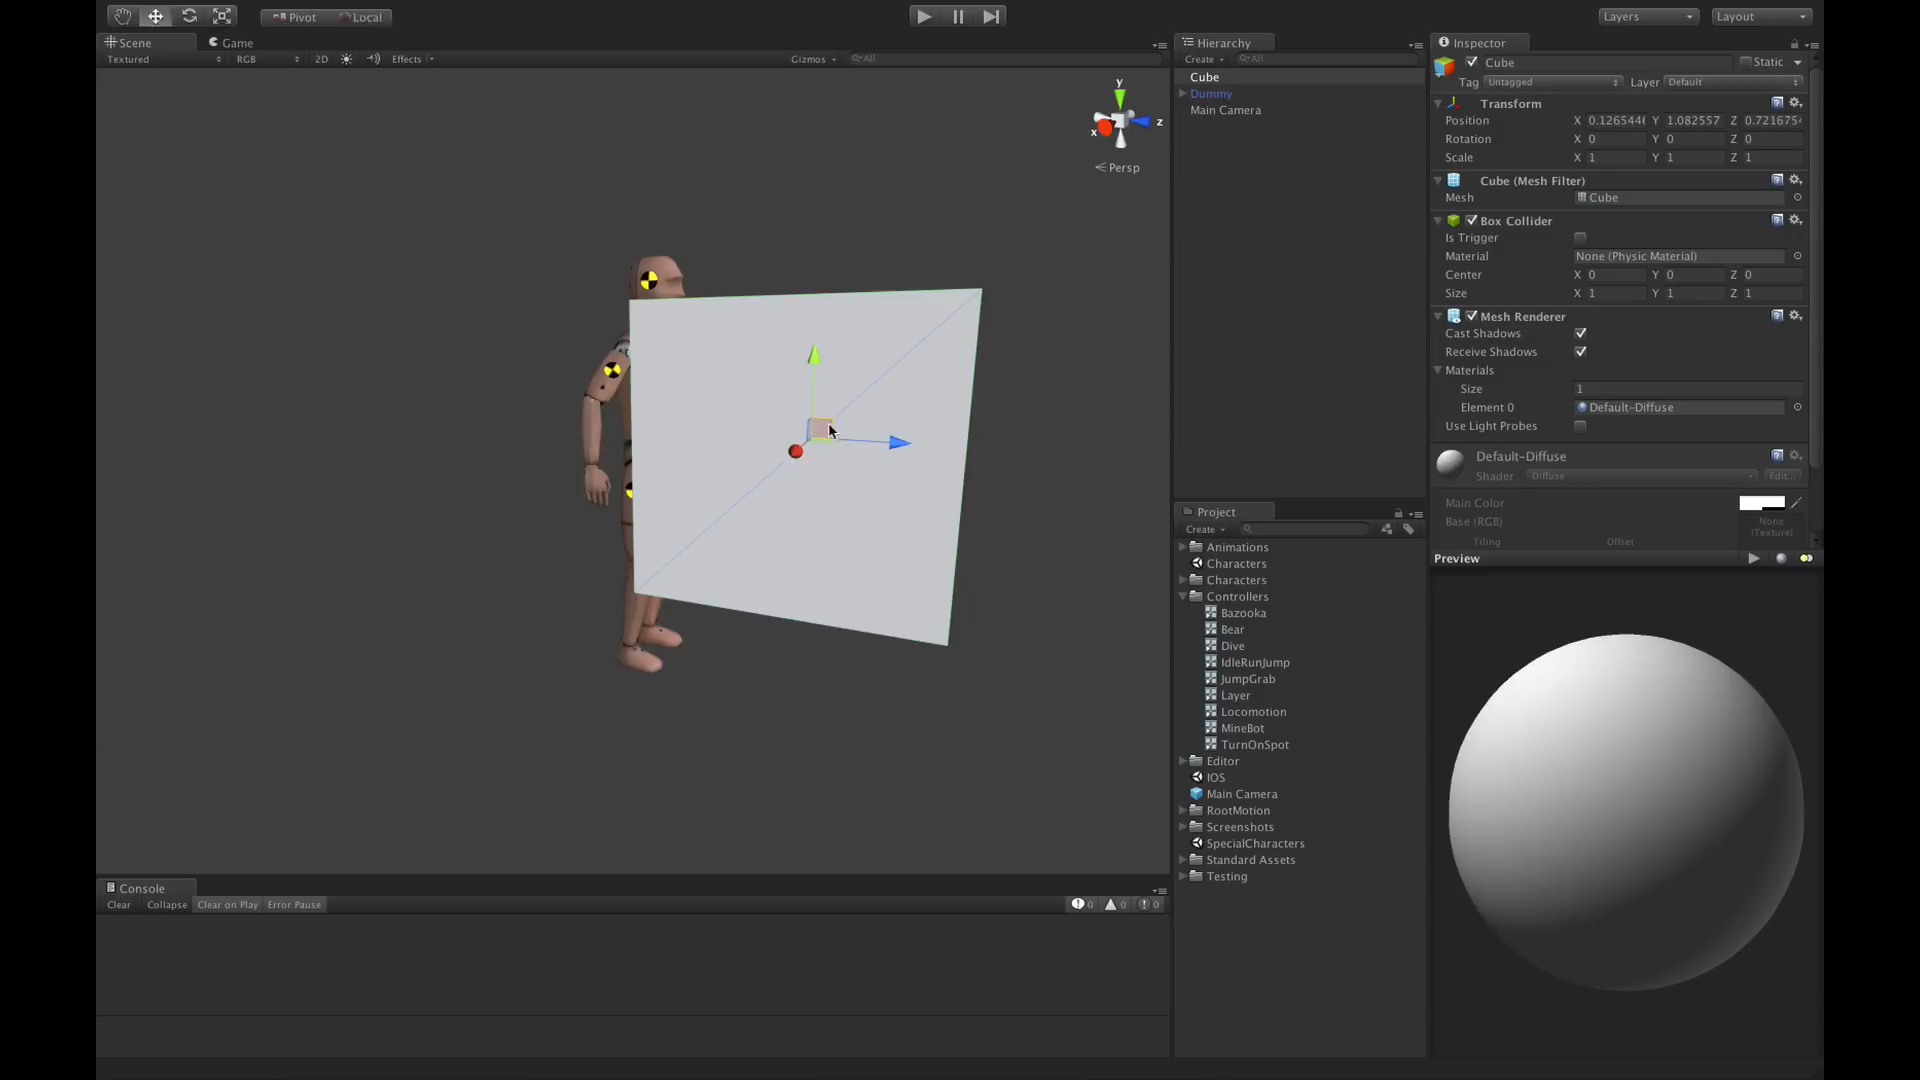 Pivot Local
Layers Layout
Scene Game
Textured RGB 2D Effects Gizmos All
y
x z
Persp
Hierarchy
Create All
Cube
Dummy
Main Camera
Project
Create
Animations
Characters
Characters
Controllers
Bazooka
Bear
Dive
IdleRunJump
JumpGrab
Layer
Locomotion
MineBot
TurnOnSpot
Editor
IOS
Main Camera
RootMotion
Screenshots
SpecialCharacters
Standard Assets
Testing
Inspector
Cube Static
Tag Untagged Layer Default
Transform
Position X 0.1265446 Y 1.082557 Z 0.721675
Rotation X 0 Y 0 Z 0
Scale X 1 Y 1 Z 1
Cube (Mesh Filter)
Mesh Cube
Box Collider
Is Trigger
Material None (Physic Material)
Center X 0 Y 0 Z 0
Size X 1 Y 1 Z 1
Mesh Renderer
Cast Shadows
Receive Shadows
Materials
Size 1
Element 0 Default-Diffuse
Use Light Probes
Default-Diffuse
Shader Diffuse Edit...
Main Color
Base (RGB) None
(Texture)
Tiling Offset
Preview
Console
Clear Collapse Clear on Play Error Pause 0 0 0